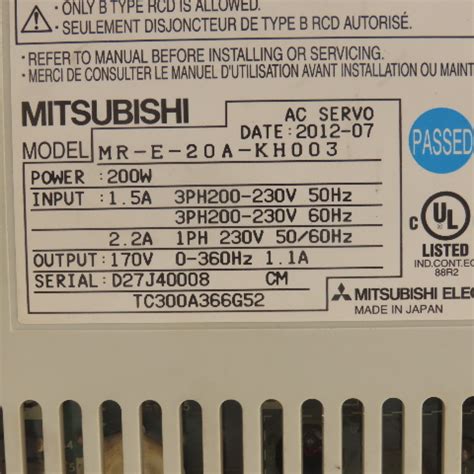 · ONLY B TYPE RCD IS ALLOWED.
· SEULEMENT DISJONCTEUR DE TYPE B RCD AUTORISÉ.
· REFER TO MANUAL BEFORE INSTALLING OR SERVICING.
· MERCI DE CONSULTER LE MANUEL D'UTILISATION AVANT INSTALLATION OU MAINT
MITSUBISHI AC SERVO
DATE:2012-07
MODEL MR-E-20A-KH003
PASSED
POWER :200W
INPUT :1.5A 3PH200-230V 50Hz
3PH200-230V 60Hz
2.2A 1PH 230V 50/60Hz
OUTPUT:170V 0-360Hz 1.1A
SERIAL:D27J40008 CM
TC300A366G52
C UL
LISTED
IND.CONT.EQ
88R2
MITSUBISHI ELEC
MADE IN JAPAN